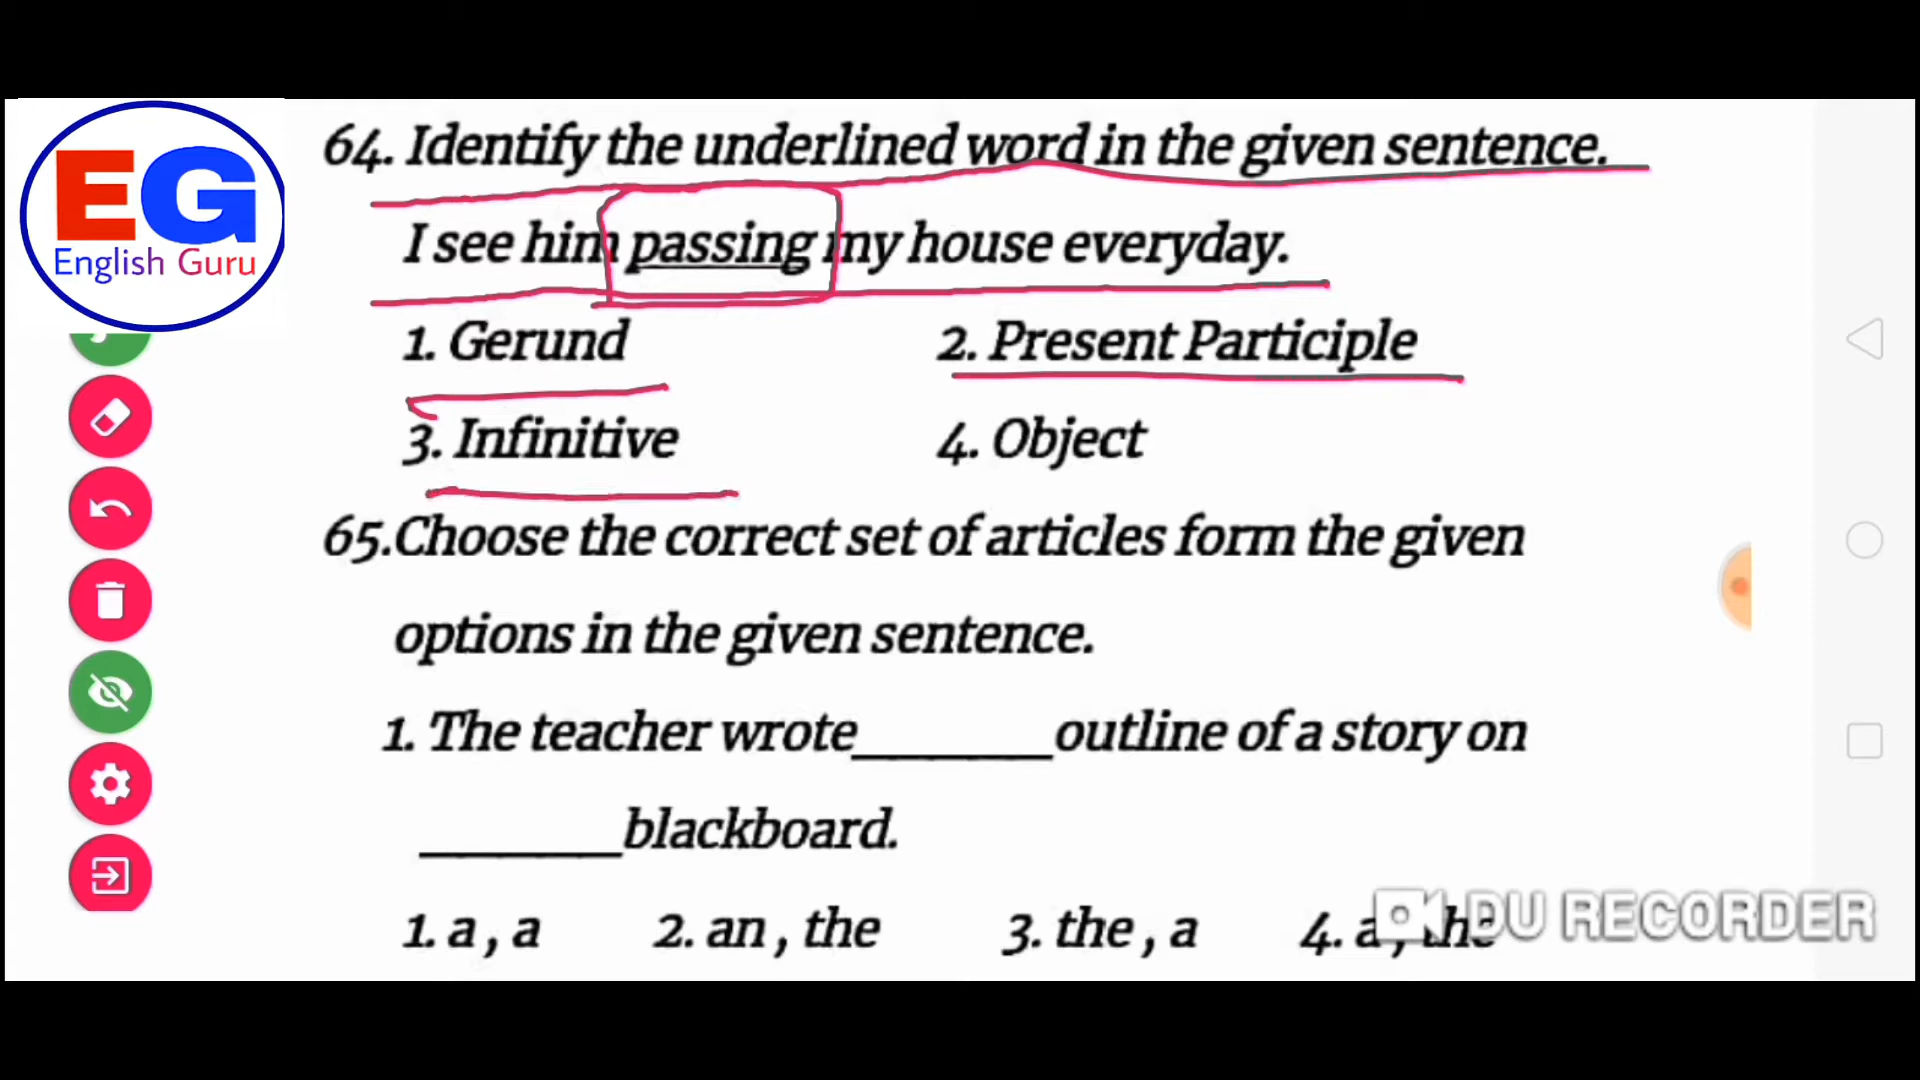 EG
English Guru
64. Identify the underlined word in the given sentence.
I see him passing my house everyday.
1. Gerund 2. Present Participle
3. Infinitive 4. Object
65.Choose the correct set of articles form the given
options in the given sentence.
1. The teacher wrote______outline of a story on
______blackboard.
1. a , a 2. an , the 3. the , a 4. a , the
DU RECORDER